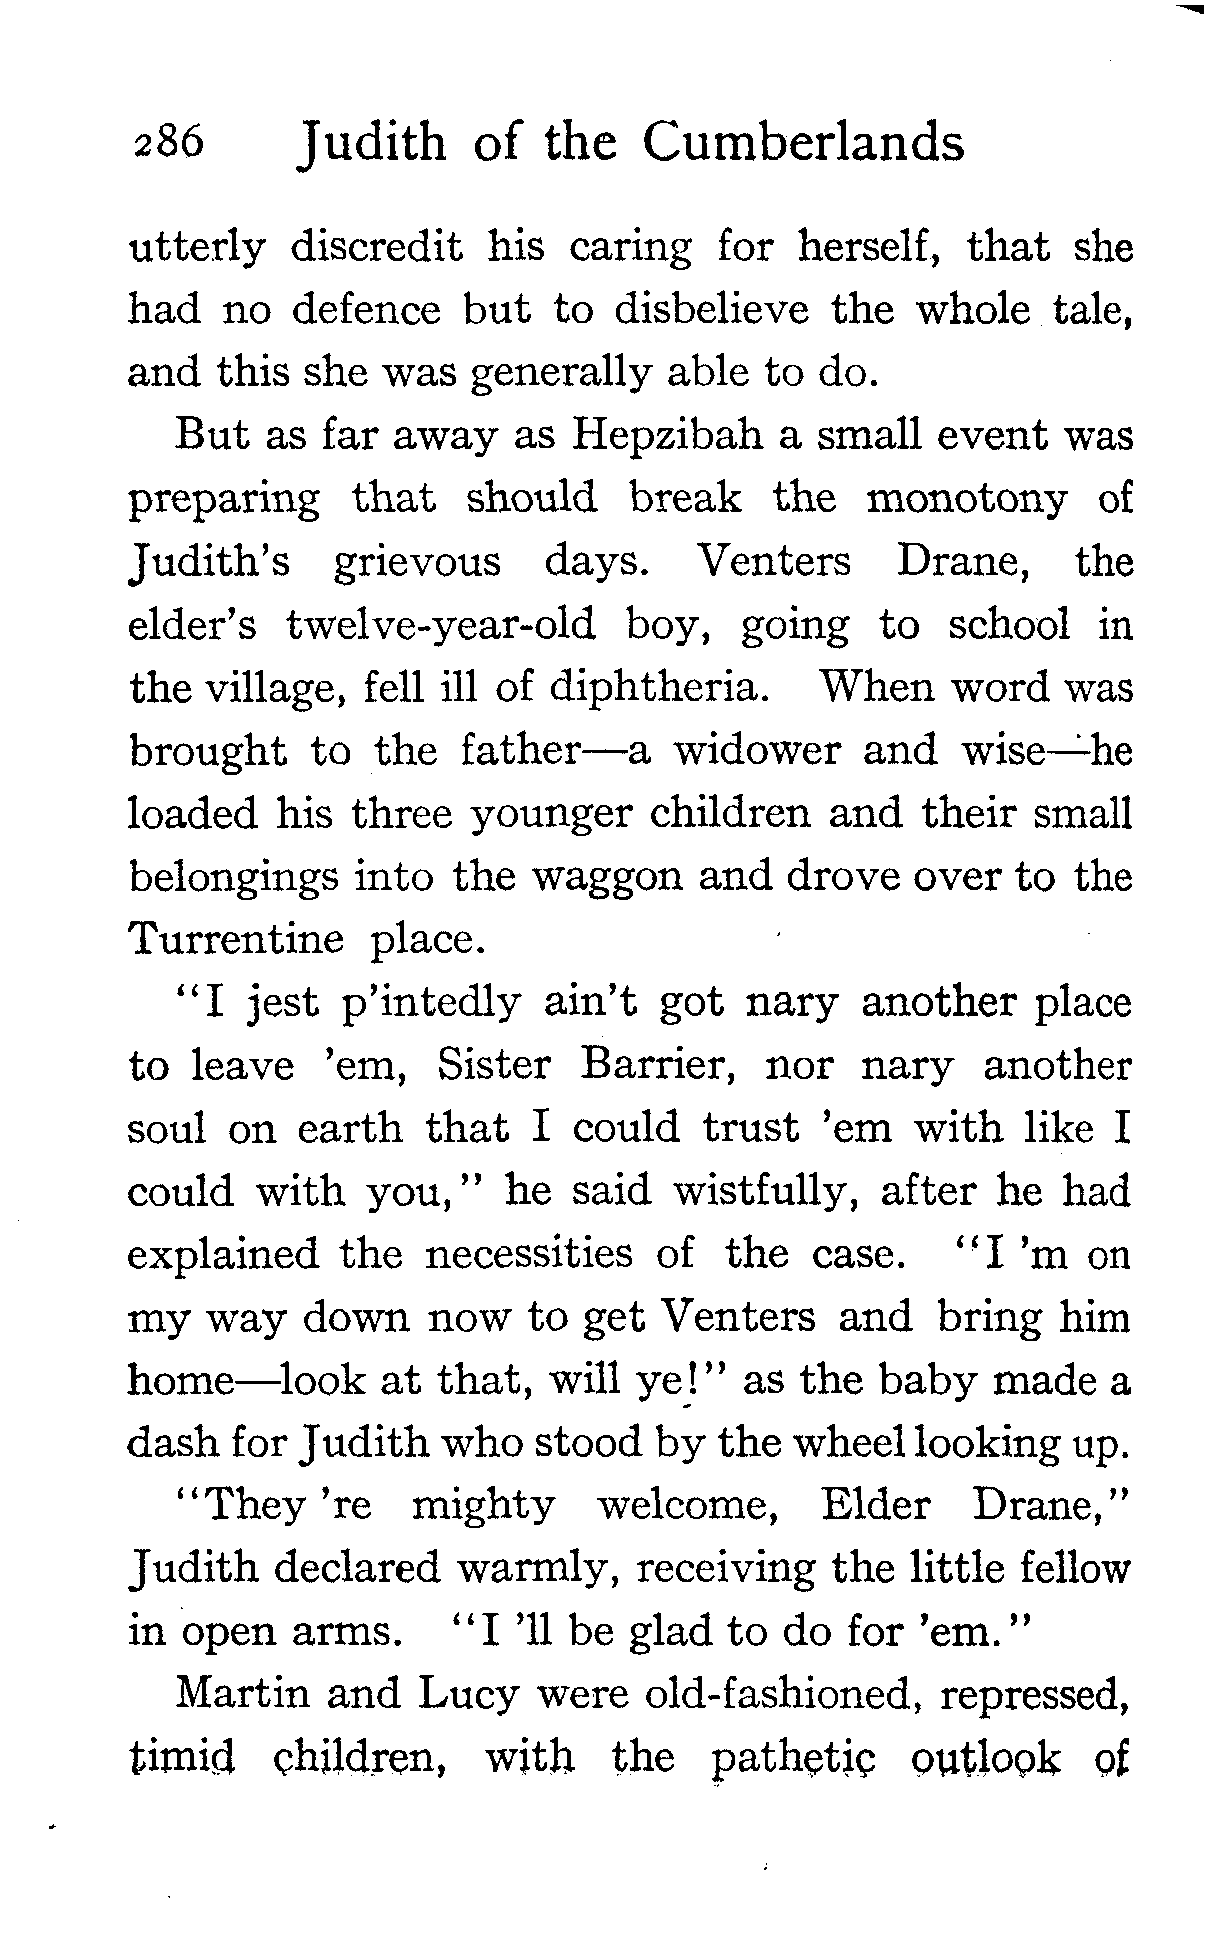 286 Judith of the Cumberlands
utterly discredit his caring for herself, that she
had no defence but to disbelieve the whole tale,
and this she was generally able to do.
But as far away as Hepzibah a small event was
preparing that should break the monotony of
Judith's grievous days. Venters Drane, the
elder's twelve-year-old boy, going to school in
the village, fell ill of diphtheria. When word was
brought to the father—a widower and wise—he
loaded his three younger children and their small
belongings into the waggon and drove over to the
Turrentine place.
"I jest p'intedly ain't got nary another place
to leave 'em, Sister Barrier, nor nary another
soul on earth that I could trust 'em with like I
could with you," he said wistfully, after he had
explained the necessities of the case. "I 'm on
my way down now to get Venters and bring him
home—look at that, will ye!" as the baby made a
dash for Judith who stood by the wheel looking up.
"They 're mighty welcome, Elder Drane,"
Judith declared warmly, receiving the little fellow
in open arms. "I 'll be glad to do for 'em."
Martin and Lucy were old-fashioned, repressed,
timid children, with the pathetic outlook of